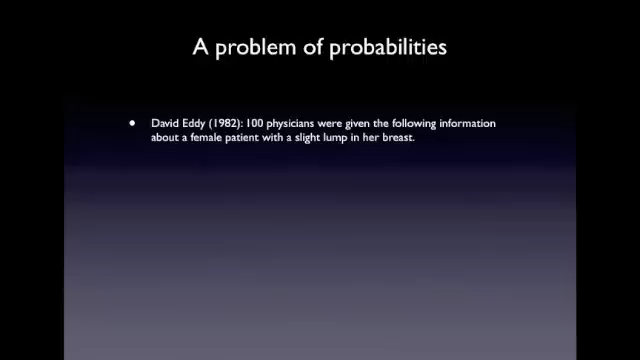 A problem of probabilities
• David Eddy (1982): 100 physicians were given the following information
about a female patient with a slight lump in her breast.